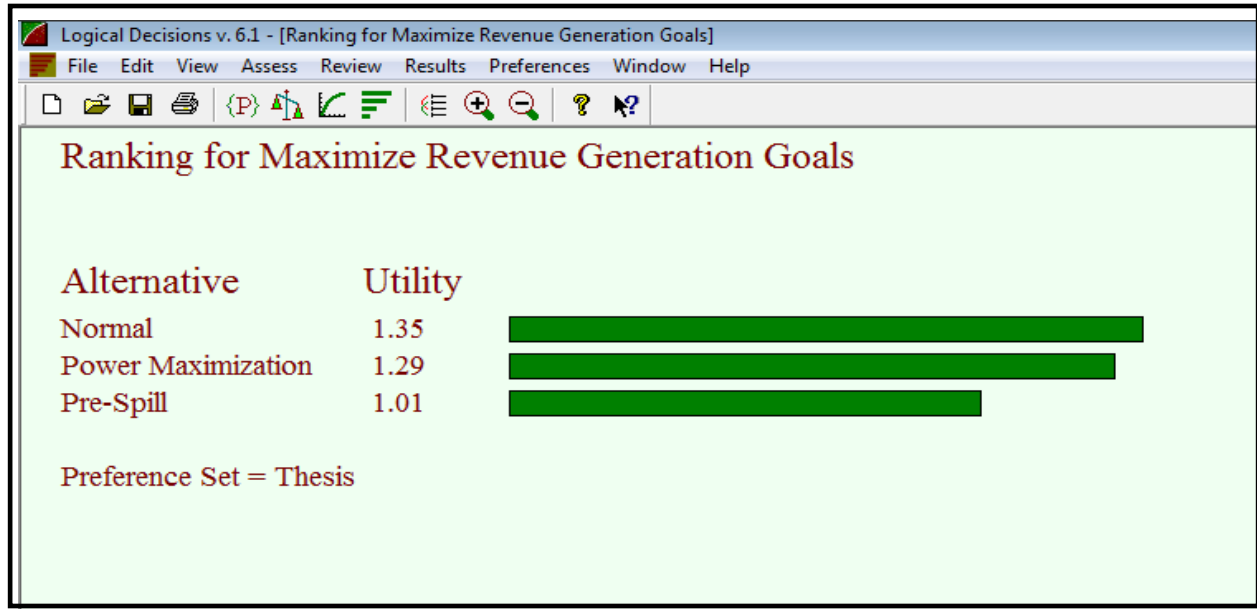 Logical Decisions v. 6.1 - [Ranking for Maximize Revenue Generation Goals]
File Edit View Assess Review Results Preferences Window Help
{P} ? ?
Ranking for Maximize Revenue Generation Goals
Alternative Utility
Normal 1.35
Power Maximization 1.29
Pre-Spill 1.01
Preference Set = Thesis